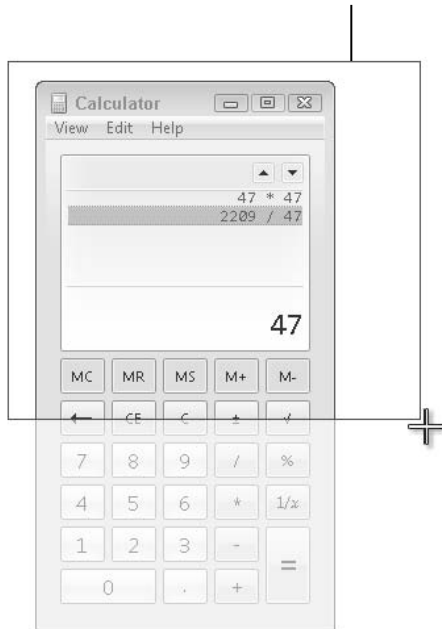 Calculator
View Edit Help
47 * 47
2209 / 47
47
MC MR MS M+ M-
← CE C ± √
7 8 9 / %
4 5 6 * 1/x
1 2 3 - =
0 . +